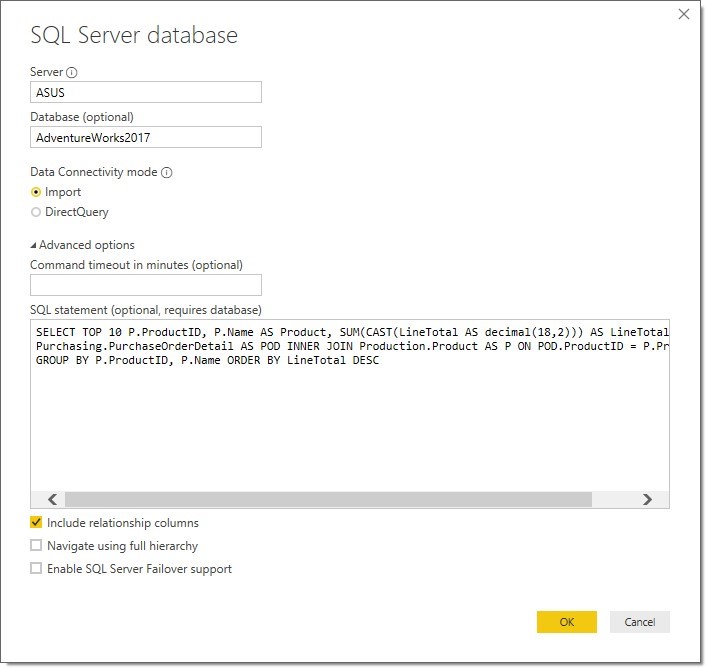 SQL Server database
Server
ASUS
Database (optional)
AdventureWorks2017
Data Connectivity mode
Import
DirectQuery
Advanced options
Command timeout in minutes (optional)
SQL statement (optional, requires database)
SELECT TOP 10 P.ProductID, P.Name AS Product, SUM(CAST(LineTotal AS decimal(18,2))) AS LineTotal
Purchasing.PurchaseOrderDetail AS POD INNER JOIN Production.Product AS P ON POD.ProductID = P.Pr
GROUP BY P.ProductID, P.Name ORDER BY LineTotal DESC
Include relationship columns
Navigate using full hierarchy
Enable SQL Server Failover support
OK
Cancel